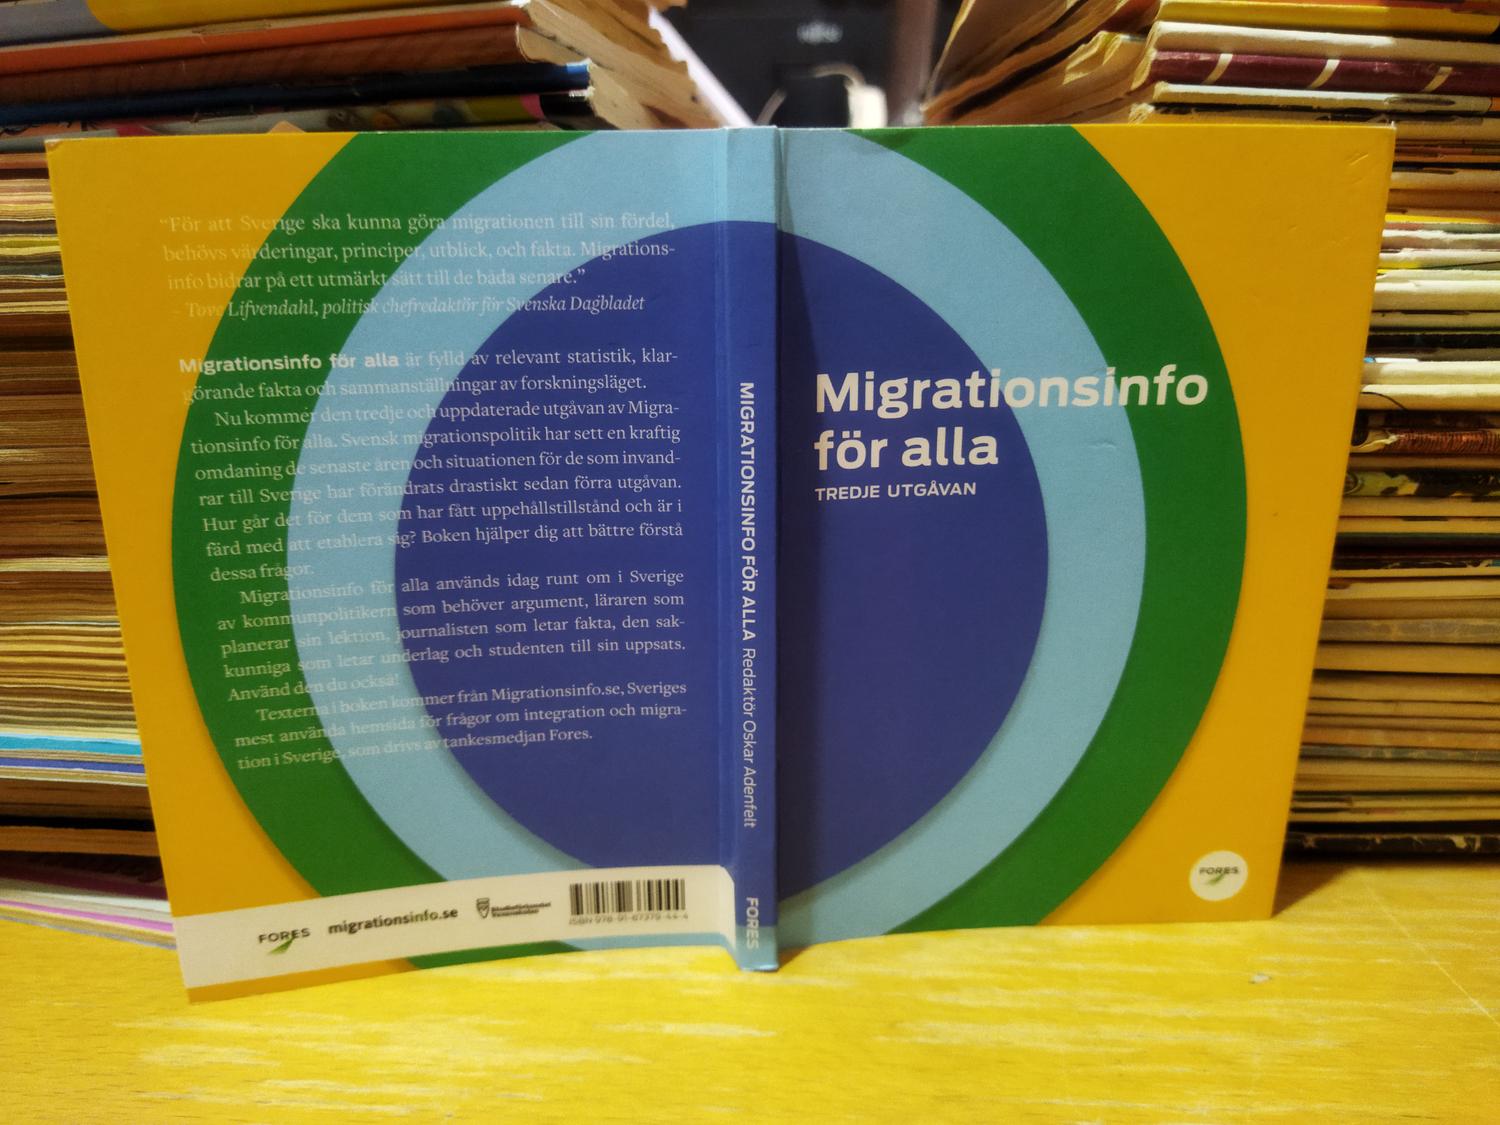 “För att Sverige ska kunna göra migrationen till sin fördel,
behövs värderingar, principer, utblick, och fakta. Migrations-
info bidrar på ett utmärkt sätt till de båda senare.”
– Tove Lifvendahl, politisk chefredaktör för Svenska Dagbladet
Migrationsinfo för alla är fylld av relevant statistik, klar-
görande fakta och sammanställningar av forskningsläget.
Nu kommer den tredje och uppdaterade utgåvan av Migra-
tionsinfo för alla. Svensk migrationspolitik har sett en kraftig
omdaning de senaste åren och situationen för de som invand-
rar till Sverige har förändrats drastiskt sedan förra utgåvan.
Hur går det för dem som har fått uppehållstillstånd och är i
färd med att etablera sig? Boken hjälper dig att bättre förstå
dessa frågor.
Migrationsinfo för alla används idag runt om i Sverige
av kommunpolitikern som behöver argument, läraren som
planerar sin lektion, journalisten som letar fakta, den sak-
kunniga som letar underlag och studenten till sin uppsats.
Använd den du också!
Texterna i boken kommer från Migrationsinfo.se, Sveriges
mest använda hemsida för frågor om integration och migra-
tion i Sverige, som drivs av tankesmedjan Fores.
FORES
migrationsinfo.se
Studieförbundet
Vuxenskolan
ISBN 978-91-87379-44-4
MIGRATIONSINFO FÖR ALLA Redaktör Oskar Adenfelt
FORES
Migrationsinfo
för alla
TREDJE UTGÅVAN
FORES